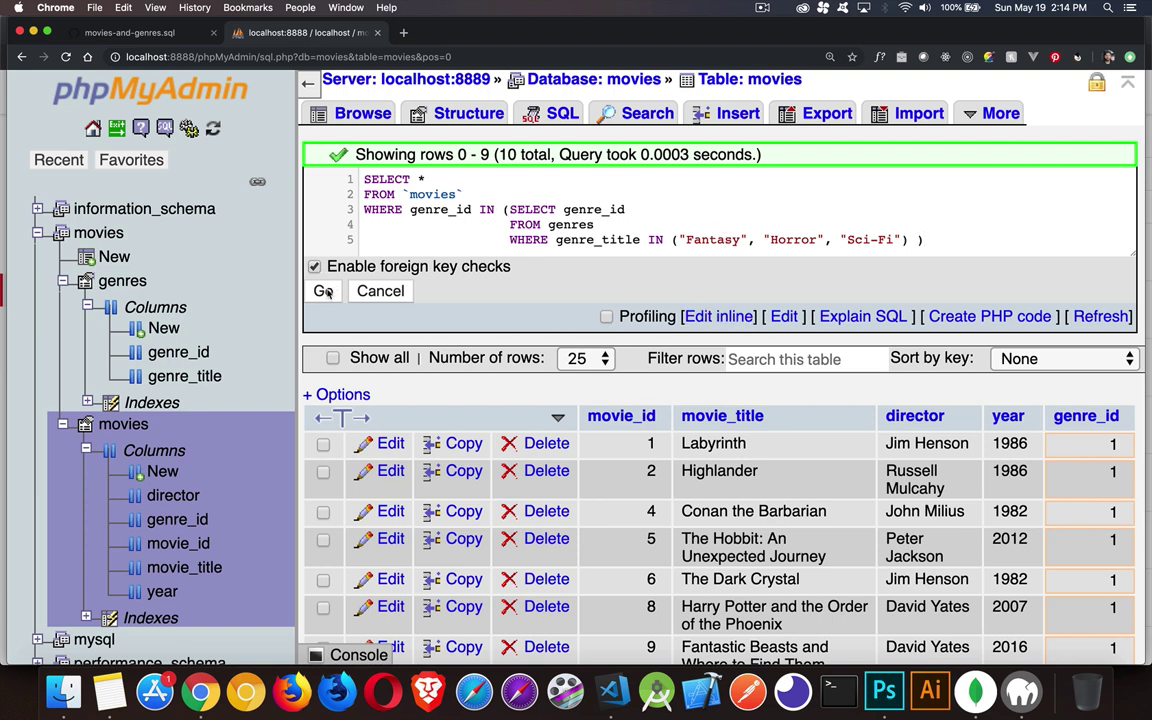 Chrome File Edit View History Bookmarks People Window Help 100% Sun May 19 2:14 PM
movies-and-genres.sql
localhost:8888 / localhost / mo
localhost:8888/phpMyAdmin/sql.php?db=movies&table=movies&pos=0
phpMyAdmin
Recent Favorites
information_schema
movies
New
genres
Columns
New
genre_id
genre_title
Indexes
movies
Columns
New
director
genre_id
movie_id
movie_title
year
Indexes
mysql
performance_schema
Server: localhost:8889 » Database: movies » Table: movies
Browse Structure SQL Search Insert Export Import More
Showing rows 0 - 9 (10 total, Query took 0.0003 seconds.)
1 SELECT *
2 FROM `movies`
3 WHERE genre_id IN (SELECT genre_id
4 FROM genres
5 WHERE genre_title IN ("Fantasy", "Horror", "Sci-Fi") )
Enable foreign key checks
Go Cancel
Profiling [Edit inline] [ Edit ] [ Explain SQL ] [ Create PHP code ] [ Refresh]
Show all | Number of rows: 25 Filter rows: Search this table Sort by key: None
+ Options
movie_id movie_title director year genre_id
Edit Copy Delete 1 Labyrinth Jim Henson 1986 1
Edit Copy Delete 2 Highlander Russell Mulcahy 1986 1
Edit Copy Delete 4 Conan the Barbarian John Milius 1982 1
Edit Copy Delete 5 The Hobbit: An Unexpected Journey Peter Jackson 2012 1
Edit Copy Delete 6 The Dark Crystal Jim Henson 1982 1
Edit Copy Delete 8 Harry Potter and the Order of the Phoenix David Yates 2007 1
Edit Copy Delete 9 Fantastic Beasts and Where to Find Them David Yates 2016 1
Console
Ps Ai